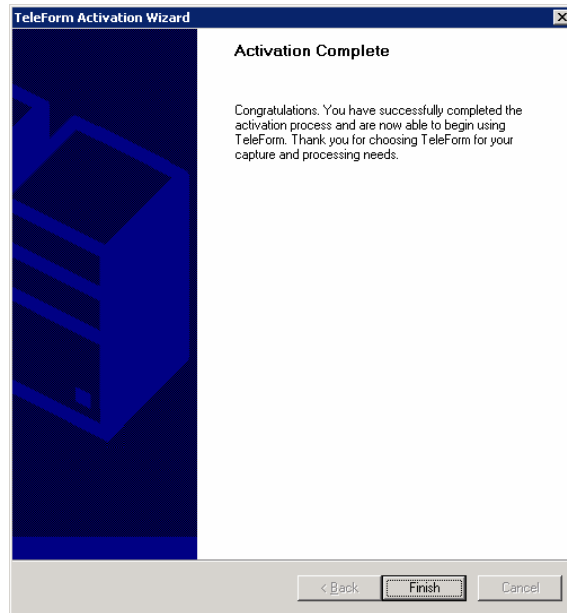 TeleForm Activation Wizard
Activation Complete
Congratulations. You have successfully completed the
activation process and are now able to begin using
TeleForm. Thank you for choosing TeleForm for your
capture and processing needs.
< Back
Finish
Cancel